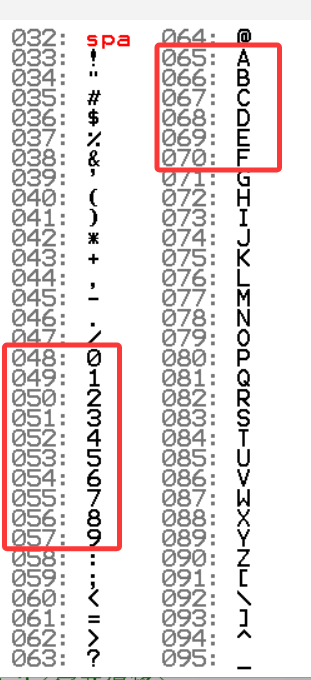 032: spa 064: @
033: ! 065: A
034: " 066: B
035: # 067: C
036: $ 068: D
037: % 069: E
038: & 070: F
039: ' 071: G
040: ( 072: H
041: ) 073: I
042: * 074: J
043: + 075: K
044: , 076: L
045: - 077: M
046: . 078: N
047: / 079: O
048: 0 080: P
049: 1 081: Q
050: 2 082: R
051: 3 083: S
052: 4 084: T
053: 5 085: U
054: 6 086: V
055: 7 087: W
056: 8 088: X
057: 9 089: Y
058: : 090: Z
059: ; 091: [
060: < 092: \
061: = 093: ]
062: > 094: ^
063: ? 095: _